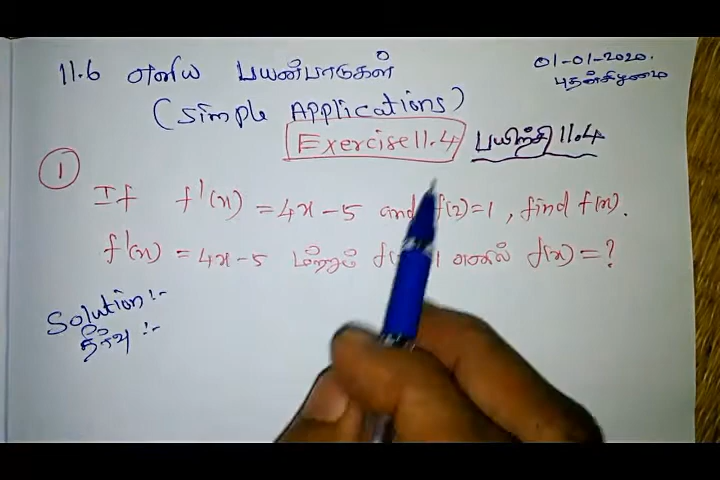 11.6 எளிய பயன்பாடுகள்
01-01-2020.
புதன்கிழமை
(Simple Applications)
Exercise 11.4 பயிற்சி 11.4
1 If f'(x) = 4x-5 and f(2)=1, find f(x).
f'(x) = 4x-5 மற்றும் 1 எனில் f(x) = ?
Solution:-
தீர்வு :-